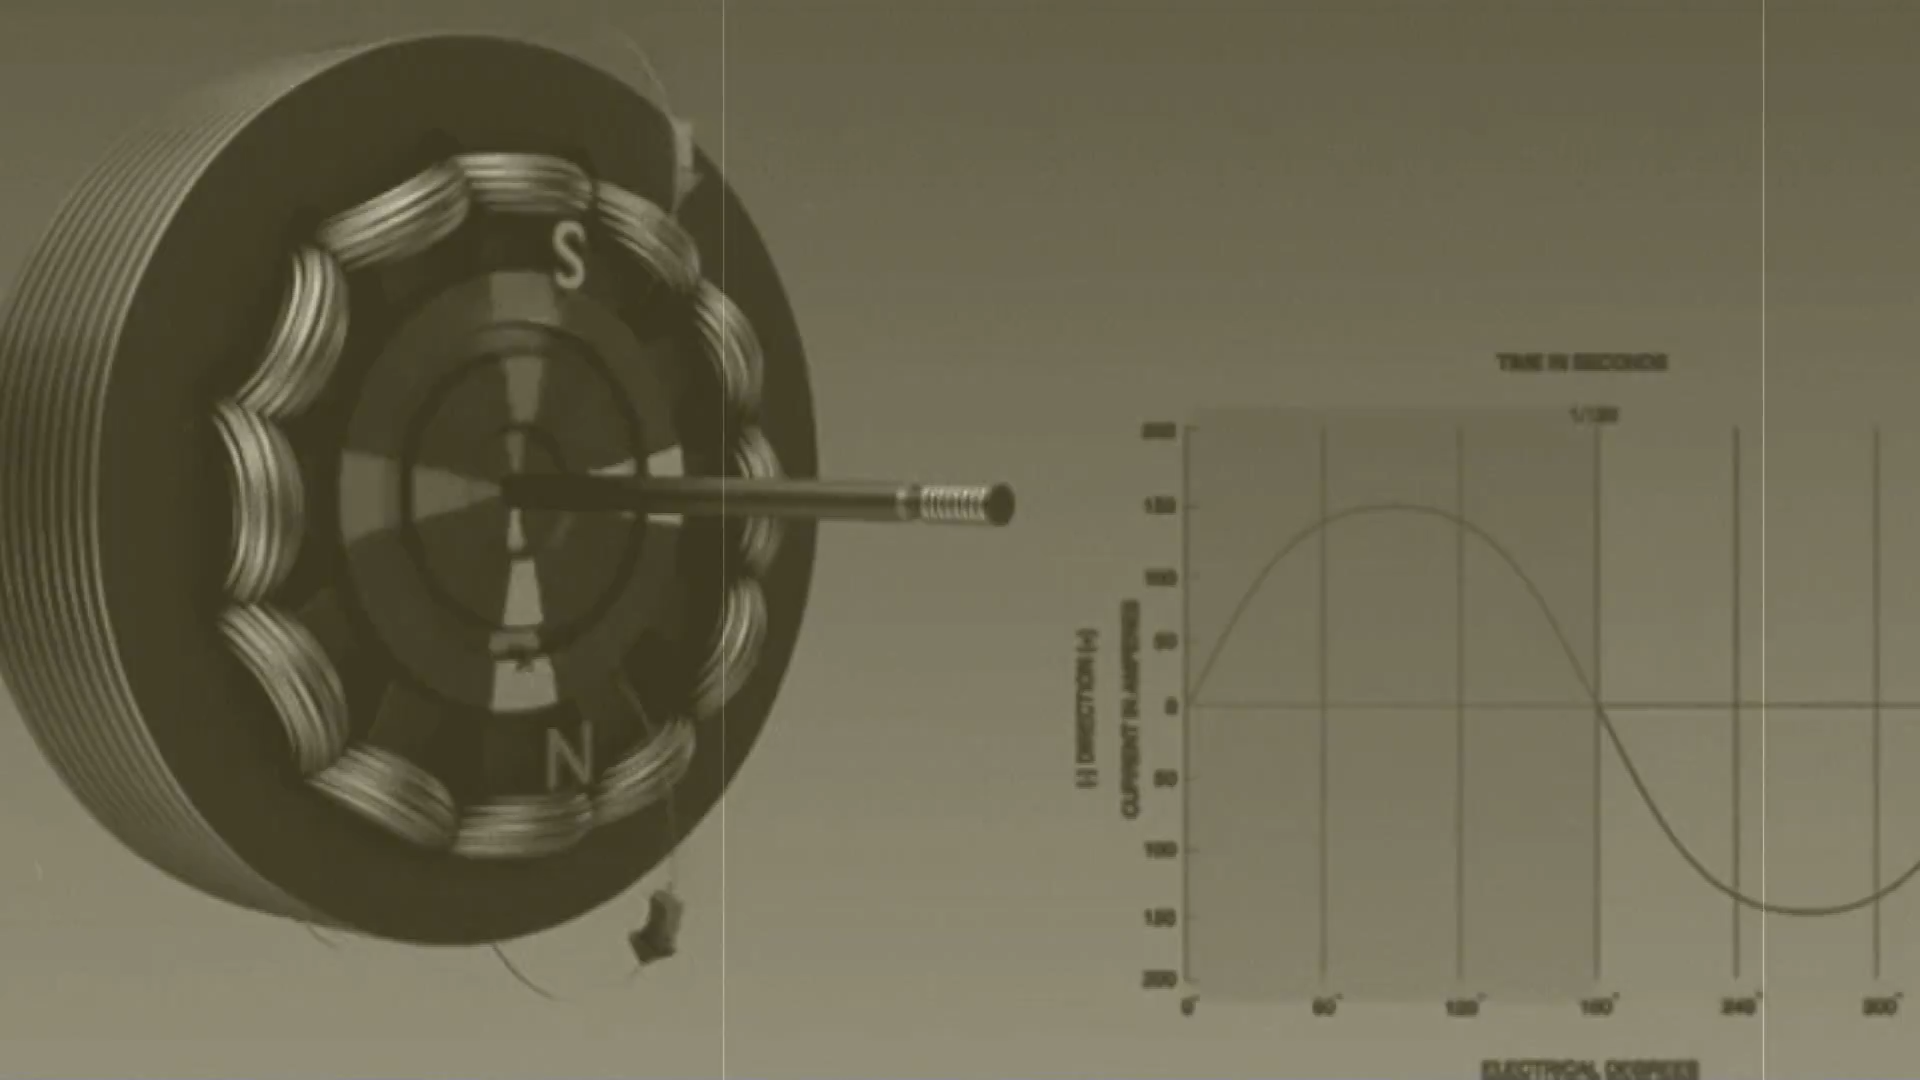 S
N
TIME IN SECONDS
1/120
200
150
100
50
0
50
100
150
200
[-] DIRECTION [+]
CURRENT IN AMPERES
0° 60° 120° 180° 240° 300°
ELECTRICAL DEGREES